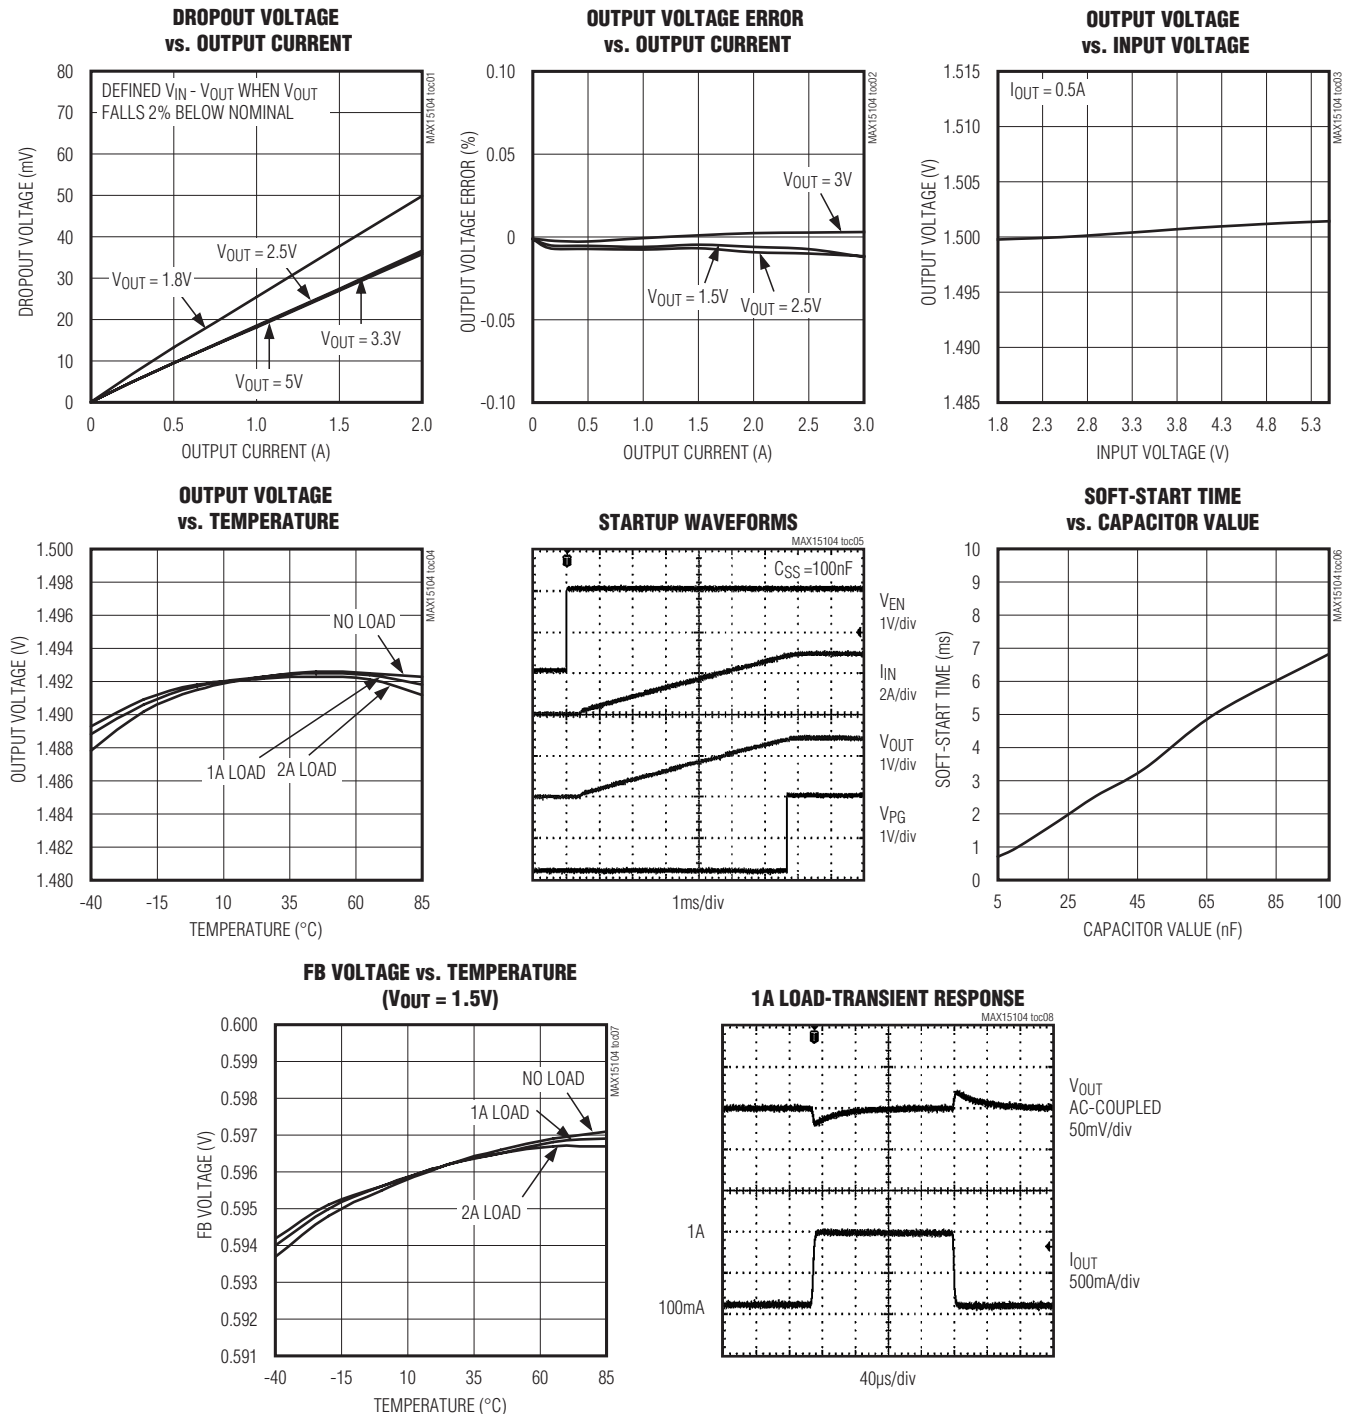 DROPOUT VOLTAGE
vs. OUTPUT CURRENT
MAX15104 toc01
DEFINED VIN - VOUT WHEN VOUT
FALLS 2% BELOW NOMINAL
DROPOUT VOLTAGE (mV)
80
70
60
50
40
30
20
10
0
VOUT = 2.5V
VOUT = 1.8V
VOUT = 3.3V
VOUT = 5V
0 0.5 1.0 1.5 2.0
OUTPUT CURRENT (A)
OUTPUT VOLTAGE ERROR
vs. OUTPUT CURRENT
MAX15104 toc02
OUTPUT VOLTAGE ERROR (%)
0.10
0.05
0
-0.05
-0.10
VOUT = 3V
VOUT = 1.5V
VOUT = 2.5V
0 0.5 1.0 1.5 2.0 2.5 3.0
OUTPUT CURRENT (A)
OUTPUT VOLTAGE
vs. INPUT VOLTAGE
MAX15104 toc03
IOUT = 0.5A
OUTPUT VOLTAGE (V)
1.515
1.510
1.505
1.500
1.495
1.490
1.485
1.8 2.3 2.8 3.3 3.8 4.3 4.8 5.3
INPUT VOLTAGE (V)
OUTPUT VOLTAGE
vs. TEMPERATURE
MAX15104 toc04
OUTPUT VOLTAGE (V)
1.500
1.498
1.496
1.494
1.492
1.490
1.488
1.486
1.484
1.482
1.480
NO LOAD
1A LOAD
2A LOAD
-40 -15 10 35 60 85
TEMPERATURE (°C)
STARTUP WAVEFORMS
MAX15104 toc05
T
CSS =100nF
VEN
1V/div
IIN
2A/div
VOUT
1V/div
VPG
1V/div
1ms/div
SOFT-START TIME
vs. CAPACITOR VALUE
MAX15104 toc06
SOFT-START TIME (ms)
10
9
8
7
6
5
4
3
2
1
0
5 25 45 65 85 100
CAPACITOR VALUE (nF)
FB VOLTAGE vs. TEMPERATURE
(VOUT = 1.5V)
MAX15104 toc07
FB VOLTAGE (V)
0.600
0.599
0.598
0.597
0.596
0.595
0.594
0.593
0.592
0.591
NO LOAD
1A LOAD
2A LOAD
-40 -15 10 35 60 85
TEMPERATURE (°C)
1A LOAD-TRANSIENT RESPONSE
MAX15104 toc08
T
VOUT
AC-COUPLED
50mV/div
1A
100mA
IOUT
500mA/div
40µs/div